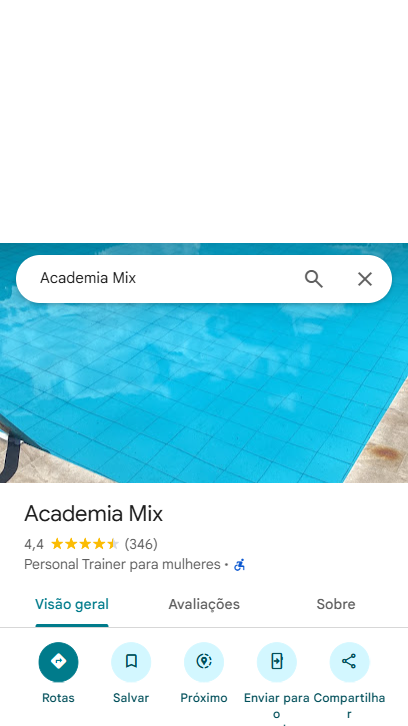 Academia Mix
Academia Mix
4,4 (346)
Personal Trainer para mulheres ·
Visão geral Avaliações Sobre
Rotas Salvar Próximo Enviar para Compartilha
o r